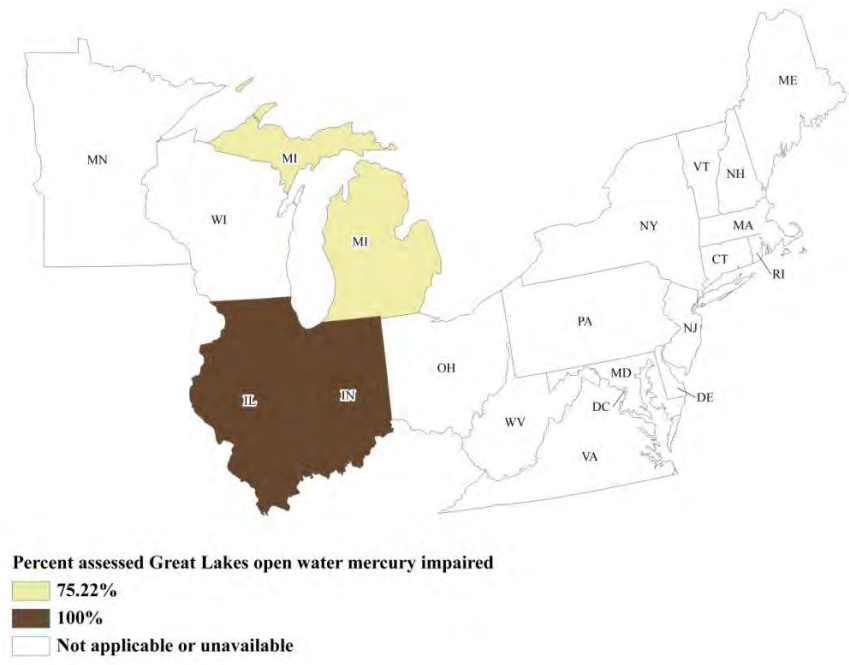 ME
MN
MI
VT
NH
WI
NY
MA
MI
CT
RI
PA
NJ
OH
MD
IL
IN
DE
DC
WV
VA
Percent assessed Great Lakes open water mercury impaired
75.22%
100%
Not applicable or unavailable